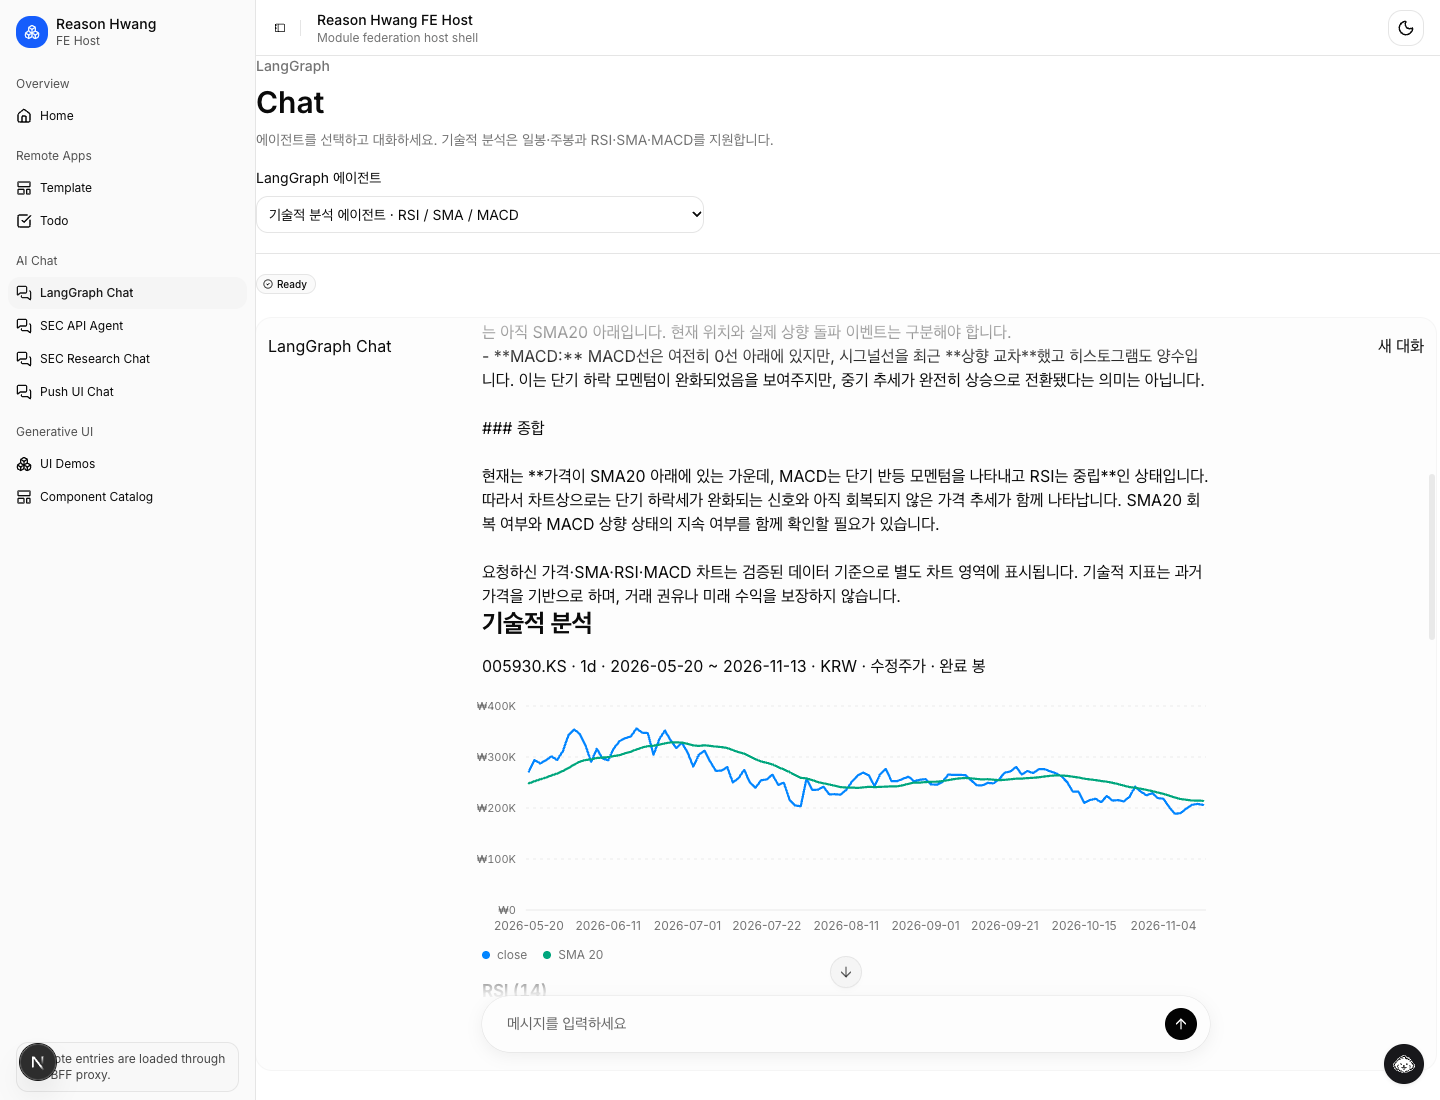 Reason Hwang
FE Host
Overview
Home
Remote Apps
Template
Todo
AI Chat
LangGraph Chat
SEC API Agent
SEC Research Chat
Push UI Chat
Generative UI
UI Demos
Component Catalog
ote entries are loaded through
BFF proxy.
N
Reason Hwang FE Host
Module federation host shell
LangGraph
Chat
에이전트를 선택하고 대화하세요. 기술적 분석은 일봉·주봉과 RSI·SMA·MACD를 지원합니다.
LangGraph 에이전트
기술적 분석 에이전트 · RSI / SMA / MACD
Ready
LangGraph Chat
새 대화
는 아직 SMA20 아래입니다. 현재 위치와 실제 상향 돌파 이벤트는 구분해야 합니다.
- **MACD:** MACD선은 여전히 0선 아래에 있지만, 시그널선을 최근 **상향 교차**했고 히스토그램도 양수입
니다. 이는 단기 하락 모멘텀이 완화되었음을 보여주지만, 중기 추세가 완전히 상승으로 전환됐다는 의미는 아닙니다.
### 종합
현재는 **가격이 SMA20 아래에 있는 가운데, MACD는 단기 반등 모멘텀을 나타내고 RSI는 중립**인 상태입니다.
따라서 차트상으로는 단기 하락세가 완화되는 신호와 아직 회복되지 않은 가격 추세가 함께 나타납니다. SMA20 회
복 여부와 MACD 상향 상태의 지속 여부를 함께 확인할 필요가 있습니다.
요청하신 가격·SMA·RSI·MACD 차트는 검증된 데이터 기준으로 별도 차트 영역에 표시됩니다. 기술적 지표는 과거
가격을 기반으로 하며, 거래 권유나 미래 수익을 보장하지 않습니다.
기술적 분석
005930.KS · 1d · 2026-05-20 ~ 2026-11-13 · KRW · 수정주가 · 완료 봉
₩400K
₩300K
₩200K
₩100K
₩0
2026-05-20 2026-06-11 2026-07-01 2026-07-22 2026-08-11 2026-09-01 2026-09-21 2026-10-15 2026-11-04
close SMA 20
RSI (14)
메시지를 입력하세요